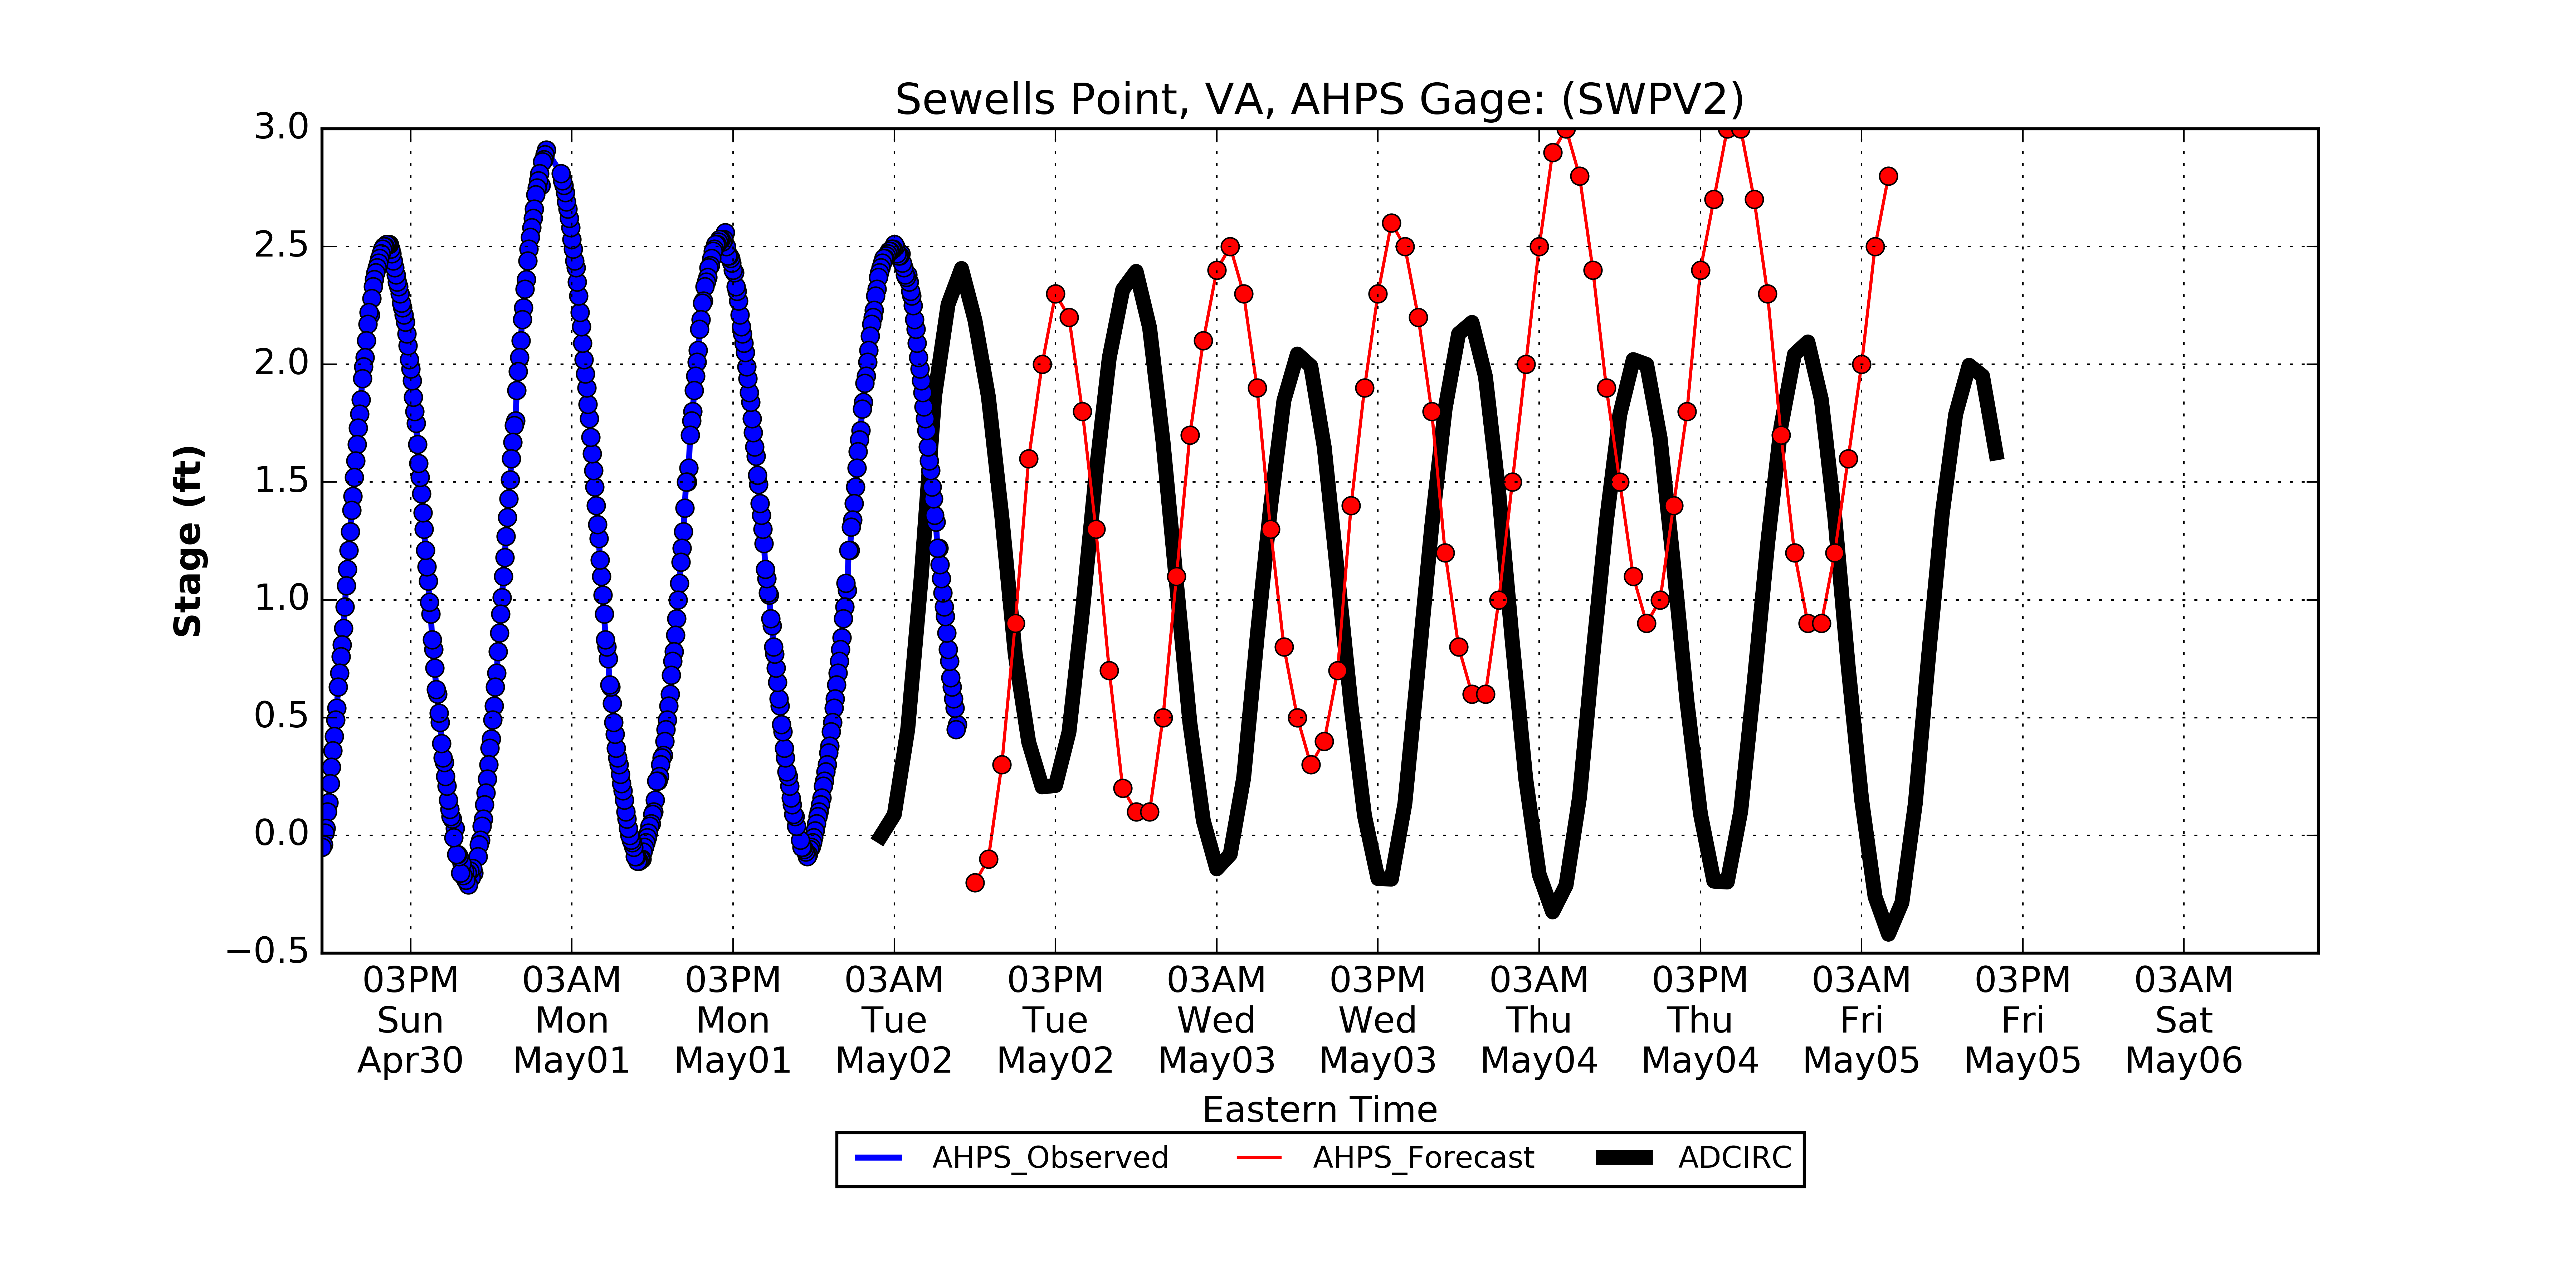 Sewells Point, VA, AHPS Gage: (SWPV2)
3.0
2.5
2.0
1.5
1.0
0.5
0.0
−0.5
Stage (ft)
03PM 03AM 03PM 03AM 03PM 03AM 03PM 03AM 03PM 03AM 03PM 03AM
Sun Mon Mon Tue Tue Wed Wed Thu Thu Fri Fri Sat
Apr30 May01 May01 May02 May02 May03 May03 May04 May04 May05 May05 May06
Eastern Time
AHPS_Observed AHPS_Forecast ADCIRC